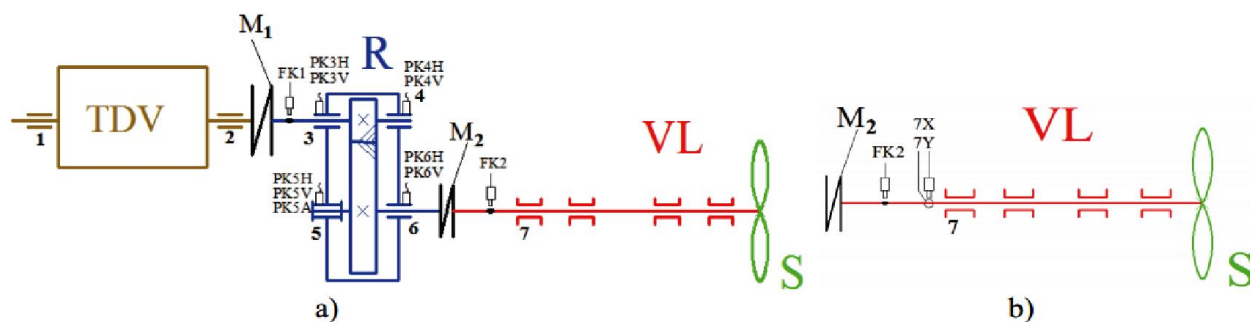 M1
R
PK3H
PK3V
FK1
PK4H
PK4V
4
TDV
1
2
3
M2
VL
PK6H
PK6V
FK2
PK5H
PK5V
PK5A
5
6
7
S
a)
M2
VL
7X
7Y
FK2
7
S
b)